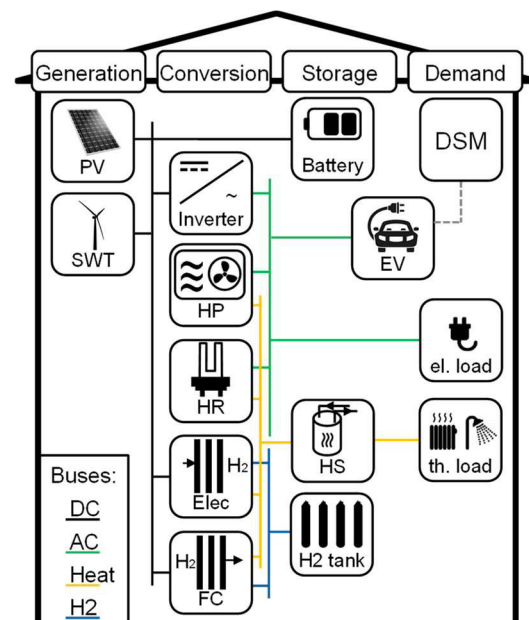 Generation Conversion Storage Demand
PV
Battery
DSM
SWT
~
Inverter
EV
HP
HR
el. load
H2
Elec
HS
th. load
H2
FC
H2 tank
Buses:
DC
AC
Heat
H2